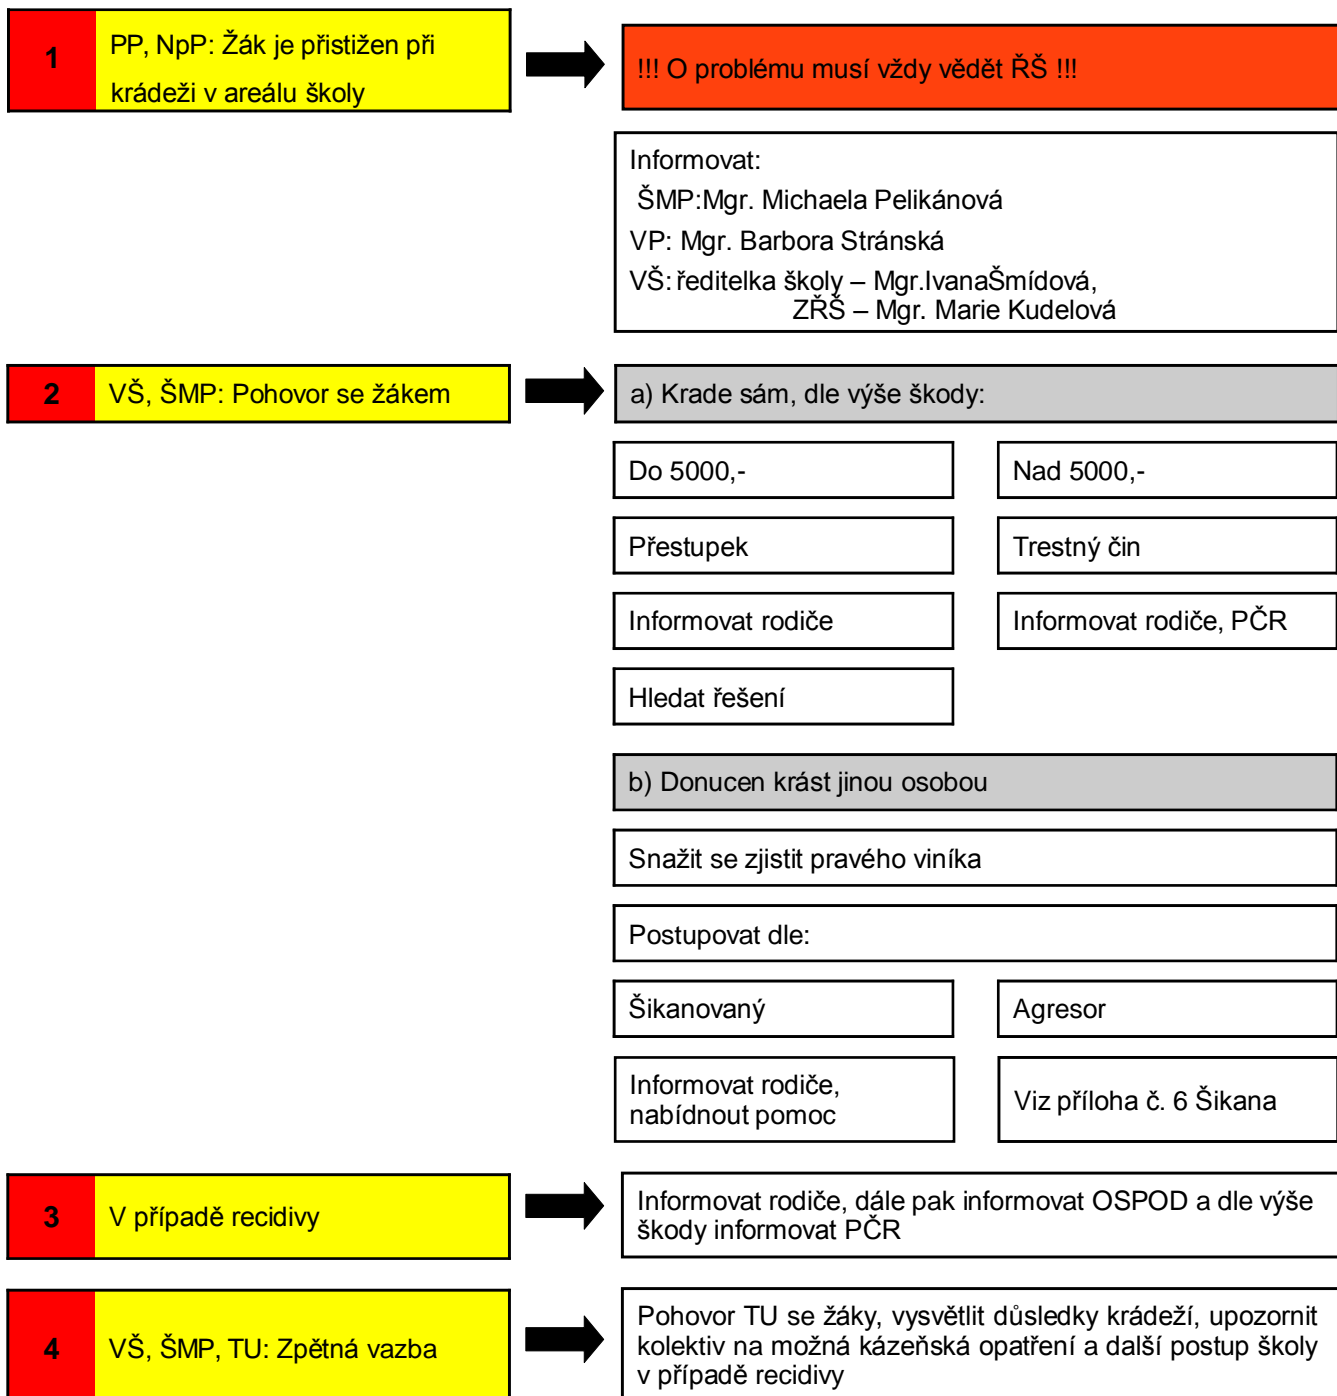 1
PP, NpP: Žák je přistižen při
krádeži v areálu školy
!!! O problému musí vždy vědět ŘŠ !!!
Informovat:
ŠMP:Mgr. Michaela Pelikánová
VP: Mgr. Barbora Stránská
VŠ: ředitelka školy – Mgr.IvanaŠmídová,
ZŘŠ – Mgr. Marie Kudelová
2
VŠ, ŠMP: Pohovor se žákem
a) Krade sám, dle výše škody:
Do 5000,-
Nad 5000,-
Přestupek
Trestný čin
Informovat rodiče
Informovat rodiče, PČR
Hledat řešení
b) Donucen krást jinou osobou
Snažit se zjistit pravého viníka
Postupovat dle:
Šikanovaný
Agresor
Informovat rodiče,
nabídnout pomoc
Viz příloha č. 6 Šikana
3
V případě recidivy
Informovat rodiče, dále pak informovat OSPOD a dle výše
škody informovat PČR
4
VŠ, ŠMP, TU: Zpětná vazba
Pohovor TU se žáky, vysvětlit důsledky krádeží, upozornit
kolektiv na možná kázeňská opatření a další postup školy
v případě recidivy